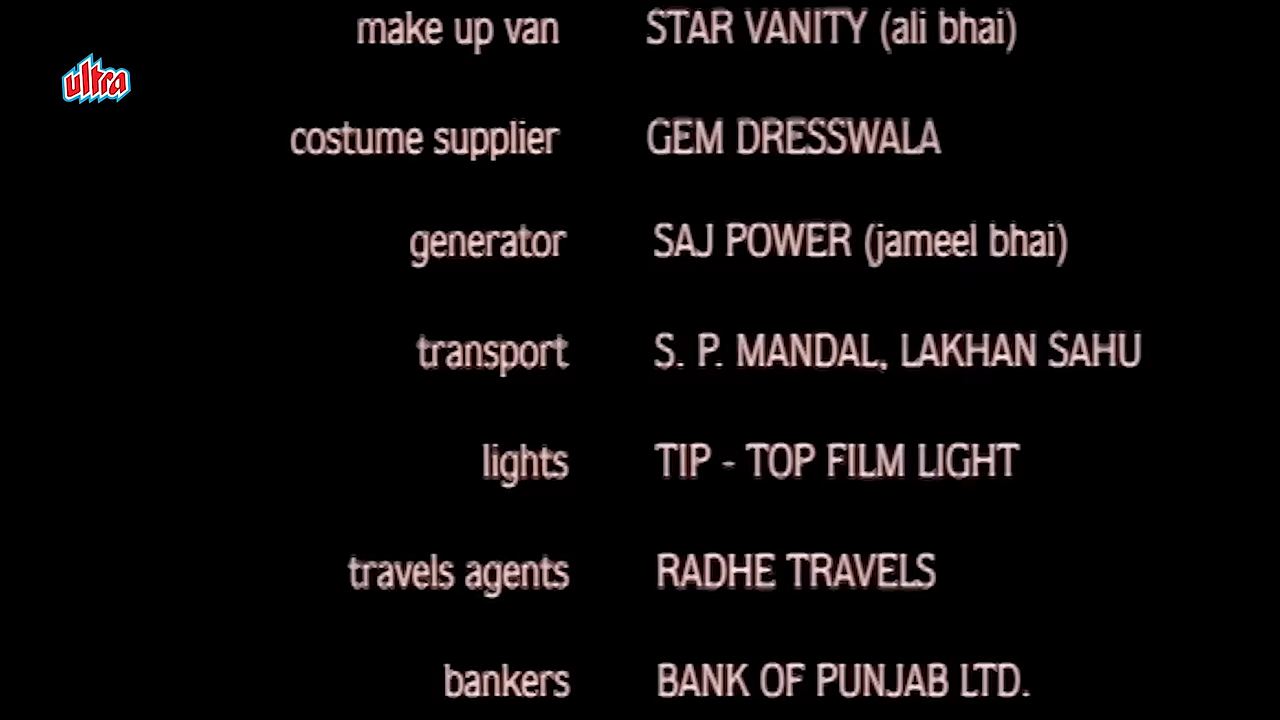 make up van STAR VANITY (ali bhai)
ultra
costume supplier GEM DRESSWALA
generator SAJ POWER (jameel bhai)
transport S. P. MANDAL, LAKHAN SAHU
lights TIP - TOP FILM LIGHT
travels agents RADHE TRAVELS
bankers BANK OF PUNJAB LTD.